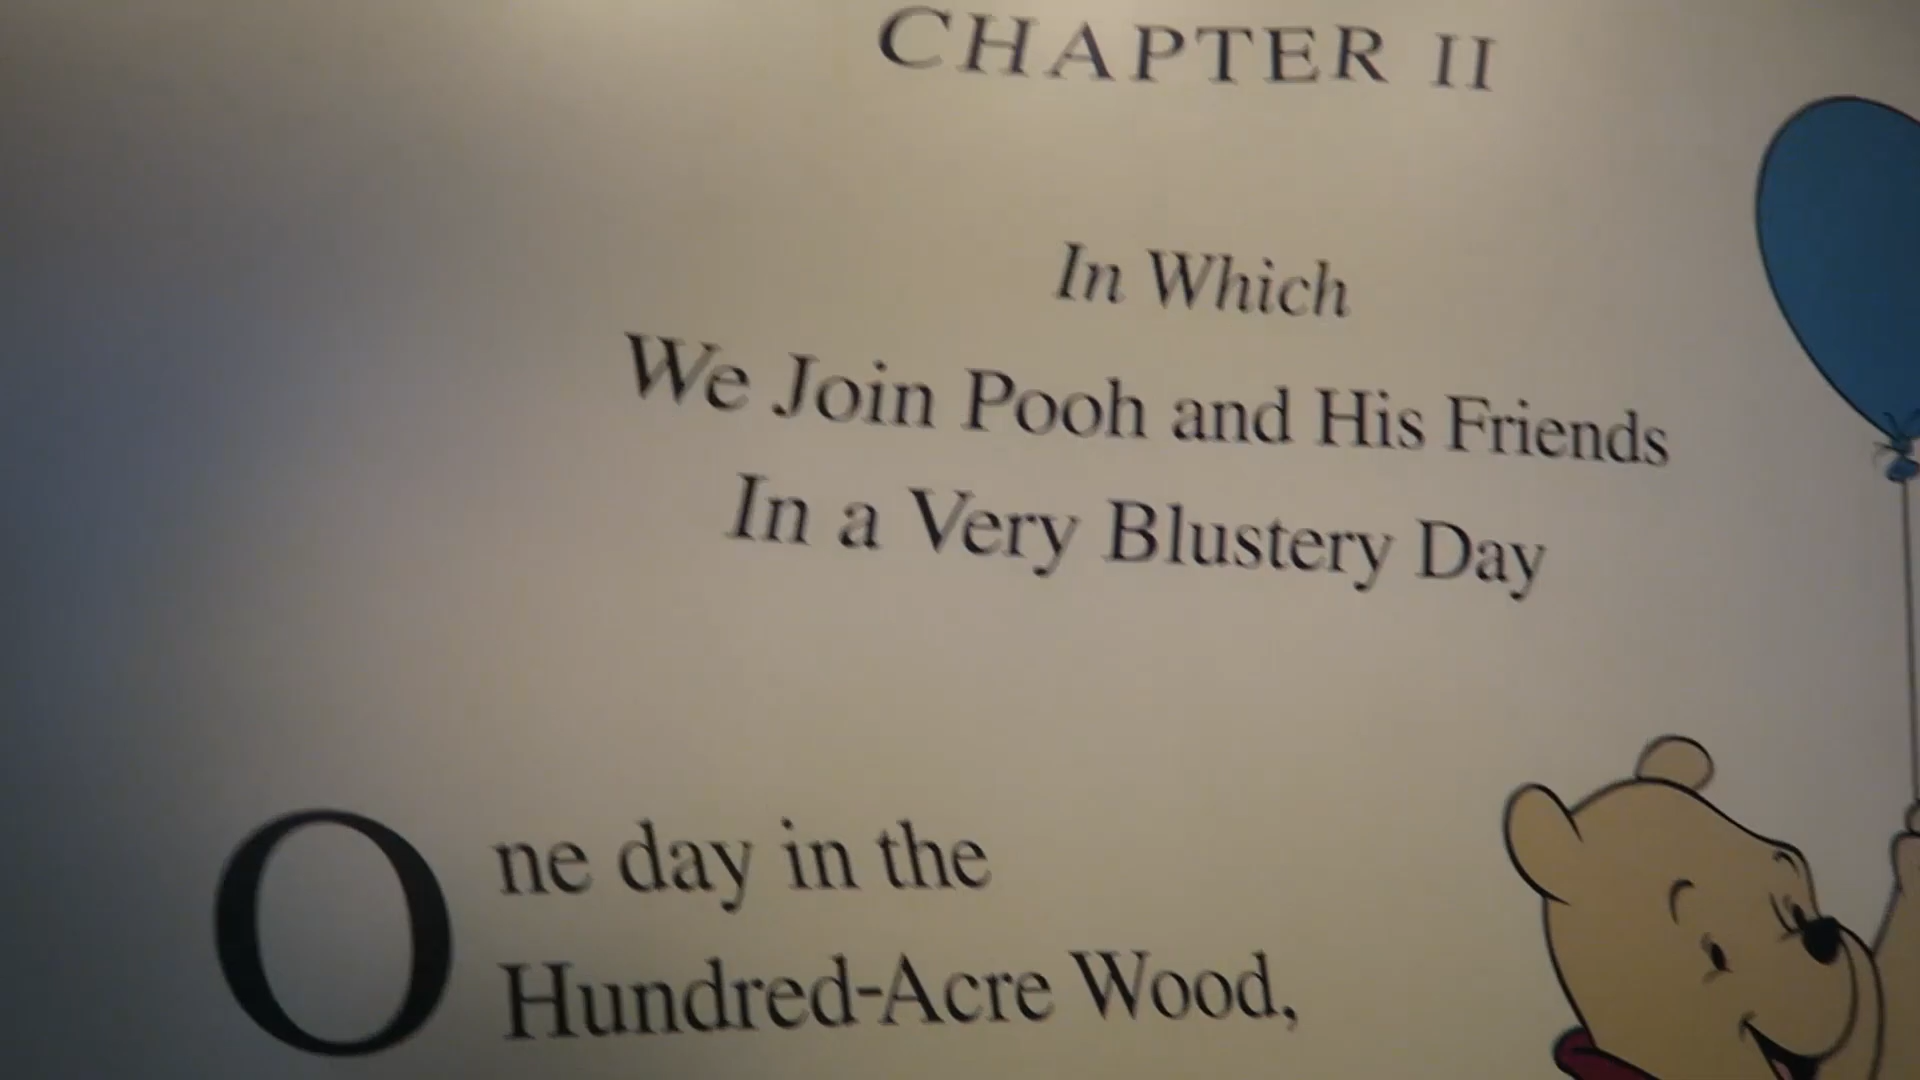 CHAPTER II
In Which
We Join Pooh and His Friends
In a Very Blustery Day
One day in the
Hundred-Acre Wood,